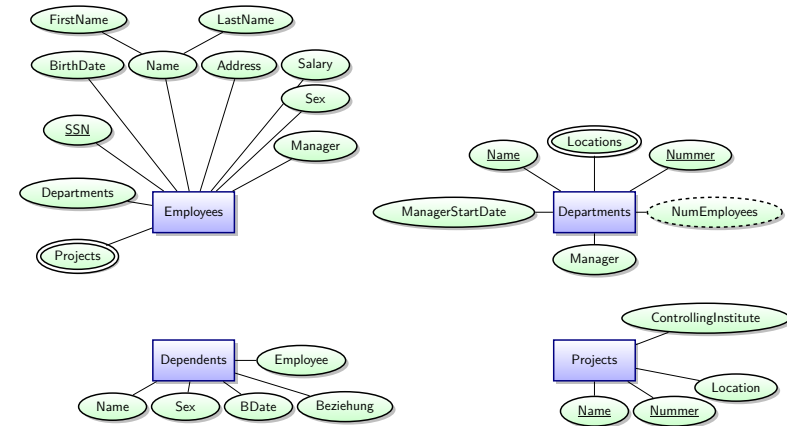 FirstName
LastName
BirthDate
Name
Address
Salary
Sex
SSN
Manager
Departments
Employees
Projects
Locations
Name
Nummer
ManagerStartDate
Departments
NumEmployees
Manager
Dependents
Employee
Name
Sex
BDate
Beziehung
ControllingInstitute
Projects
Location
Name
Nummer